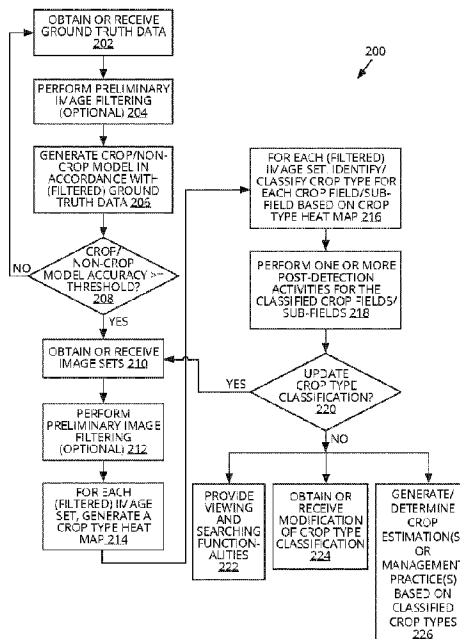 OBTAIN OR RECEIVE
GROUND TRUTH DATA
202
PERFORM PRELIMINARY
IMAGE FILTERING
(OPTIONAL) 204
GENERATE CROP/NON-
CROP MODEL IN
ACCORDANCE WITH
(FILTERED) GROUND
TRUTH DATA 206
CROP/
NON-CROP
MODEL ACCURACY >=
THRESHOLD?
208
NO
YES
OBTAIN OR RECEIVE
IMAGE SETS 210
PERFORM
PRELIMINARY IMAGE
FILTERING
(OPTIONAL) 212
FOR EACH
(FILTERED) IMAGE
SET, GENERATE A
CROP TYPE HEAT
MAP 214
200
FOR EACH (FILTERED)
IMAGE SET, IDENTIFY/
CLASSIFY CROP TYPE FOR
EACH CROP FIELD/SUB-
FIELD BASED ON CROP
TYPE HEAT MAP 216
PERFORM ONE OR MORE
POST-DETECTION
ACTIVITIES FOR THE
CLASSIFIED CROP FIELDS/
SUB-FIELDS 218
UPDATE
CROP TYPE
CLASSIFICATION?
220
YES
NO
PROVIDE
VIEWING
AND
SEARCHING
FUNCTION-
ALITIES
222
OBTAIN OR
RECEIVE
MODIFICATION
OF CROP TYPE
CLASSIFICATION
224
GENERATE/
DETERMINE
CROP
ESTIMATION(S)
OR
MANAGEMENT
PRACTICE(S)
BASED ON
CLASSIFIED
CROP TYPES
226